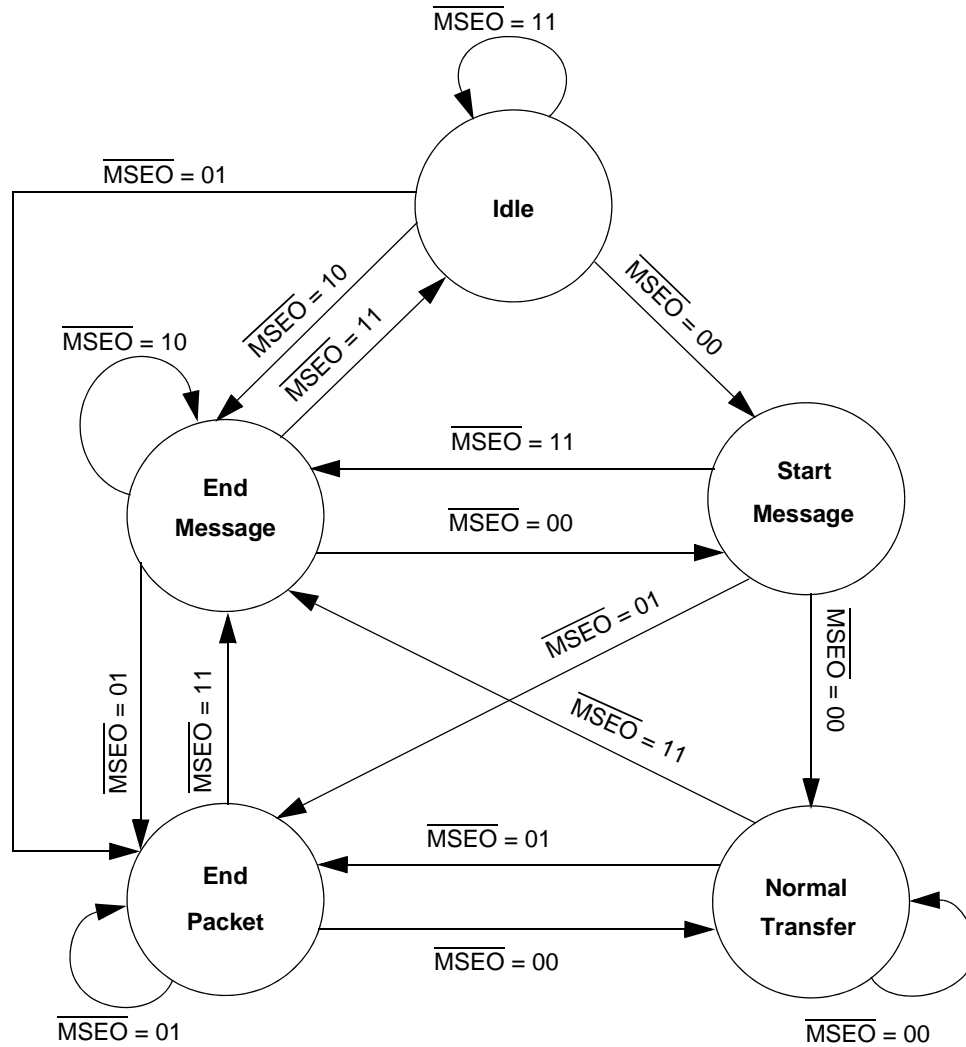 MSEO = 11
MSEO = 01
Idle
MSEO = 10
MSEO = 11
MSEO = 00
MSEO = 10
MSEO = 11
End
Message
Start
Message
MSEO = 00
MSEO = 01
MSEO = 00
MSEO = 01
MSEO = 11
MSEO = 11
MSEO = 01
End
Packet
Normal
Transfer
MSEO = 00
MSEO = 01
MSEO = 00